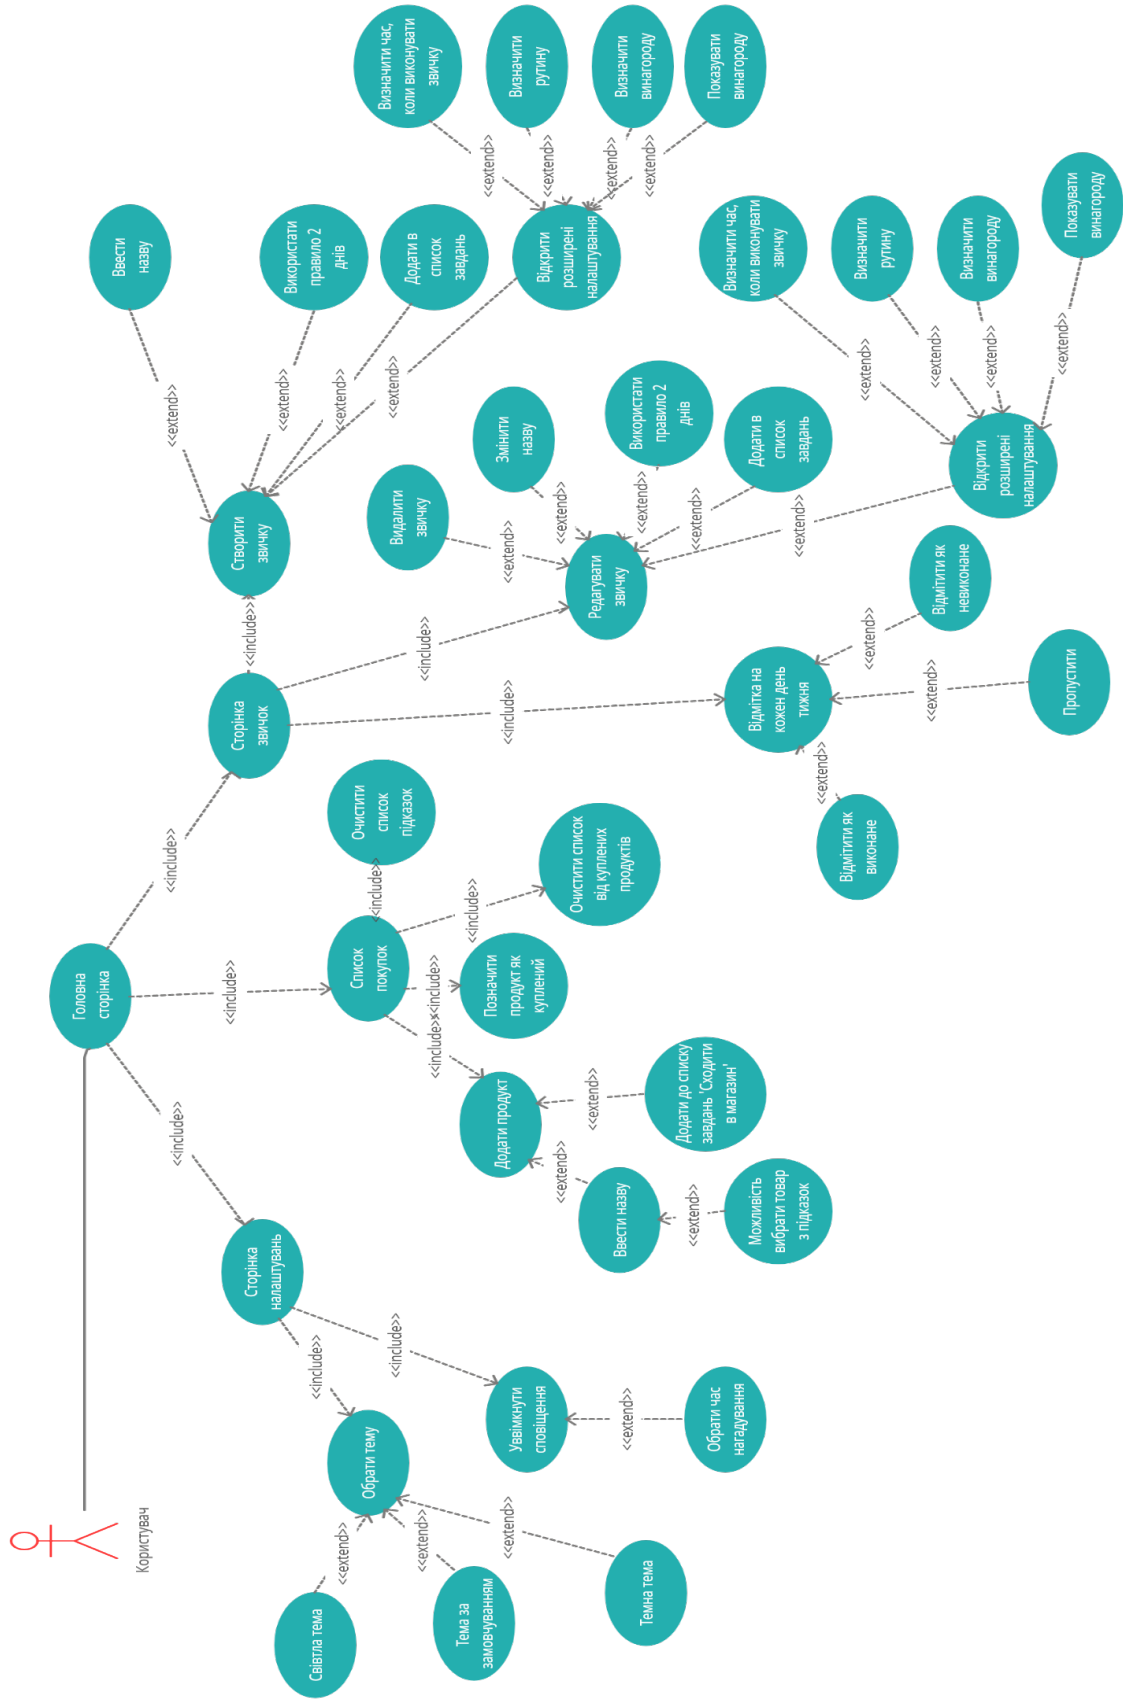 Користувач
Головна
сторінка
<<include>>
<<include>>
<<include>>
Сторінка
налаштувань
<<include>>
<<include>>
Обрати тему
<<extend>>
<<extend>>
<<extend>>
Світла тема
Тема за
замовчуванням
Темна тема
Уввімкнути
сповіщення
<<extend>>
Обрати час
нагадування
Список
покупок
<<include>>
<<include>>
<<include>>
<<include>>
Додати продукт
<<extend>>
<<extend>>
Ввести назву
<<extend>>
Можливість
вибрати товар
з підказок
Додати до списку
завдань 'Сходити
в магазин'
Позначити
продукт як
куплений
Очистити список
від куплених
продуктів
Очистити
список
підказок
Сторінка
звичок
<<include>>
<<include>>
<<include>>
Створити
звичку
<<extend>>
<<extend>>
<<extend>>
<<extend>>
Ввести
назву
Використати
правило 2
днів
Додати в
список
завдань
Відкрити
розширені
налаштування
<<extend>>
<<extend>>
<<extend>>
<<extend>>
Визначити час,
коли виконувати
звичку
Визначити
рутину
Визначити
винагороду
Показувати
винагороду
Редагувати
звичку
<<extend>>
<<extend>>
<<extend>>
<<extend>>
<<extend>>
Видалити
звичку
Змінити
назву
Використати
правило 2
днів
Додати в
список
завдань
Відкрити
розширені
налаштування
<<extend>>
<<extend>>
<<extend>>
<<extend>>
Визначити час,
коли виконувати
звичку
Визначити
рутину
Визначити
винагороду
Показувати
винагороду
Відмітка на
кожен день
тижня
<<extend>>
<<extend>>
<<extend>>
Відмітити як
виконане
Пропустити
Відмітити як
невиконане